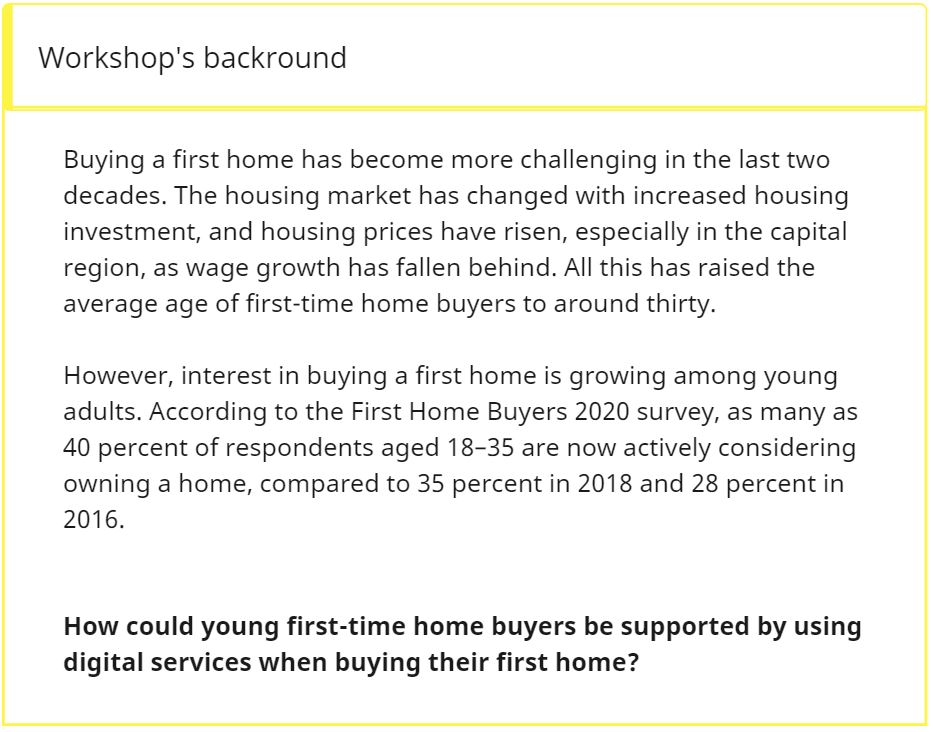 Workshop's backround
Buying a first home has become more challenging in the last two
decades. The housing market has changed with increased housing
investment, and housing prices have risen, especially in the capital
region, as wage growth has fallen behind. All this has raised the
average age of first-time home buyers to around thirty.
However, interest in buying a first home is growing among young
adults. According to the First Home Buyers 2020 survey, as many as
40 percent of respondents aged 18–35 are now actively considering
owning a home, compared to 35 percent in 2018 and 28 percent in
2016.
How could young first-time home buyers be supported by using
digital services when buying their first home?